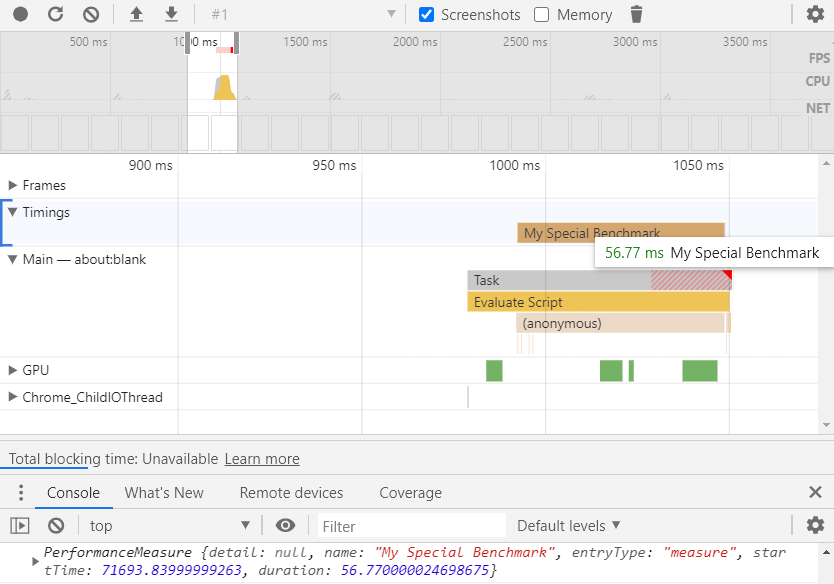 #1 Screenshots Memory
500 ms 1000 ms 1500 ms 2000 ms 2500 ms 3000 ms 3500 ms
FPS
CPU
NET
900 ms 950 ms 1000 ms 1050 ms
Frames
Timings
My Special Benchmark
56.77 ms My Special Benchmark
Main — about:blank
Task
Evaluate Script
(anonymous)
GPU
Chrome_ChildIOThread
Total blocking time: Unavailable Learn more
Console What's New Remote devices Coverage
top Filter Default levels
PerformanceMeasure {detail: null, name: "My Special Benchmark", entryType: "measure", star
tTime: 71693.83999999263, duration: 56.770000024698675}